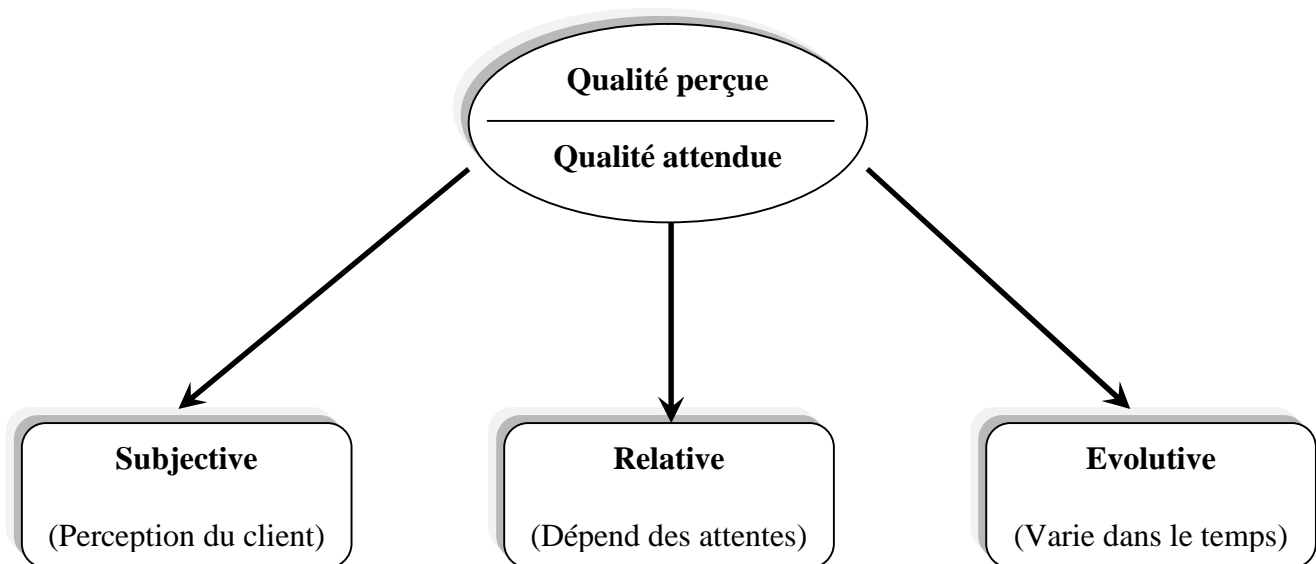 Qualité perçue
Qualité attendue
Subjective
(Perception du client)
Relative
(Dépend des attentes)
Evolutive
(Varie dans le temps)